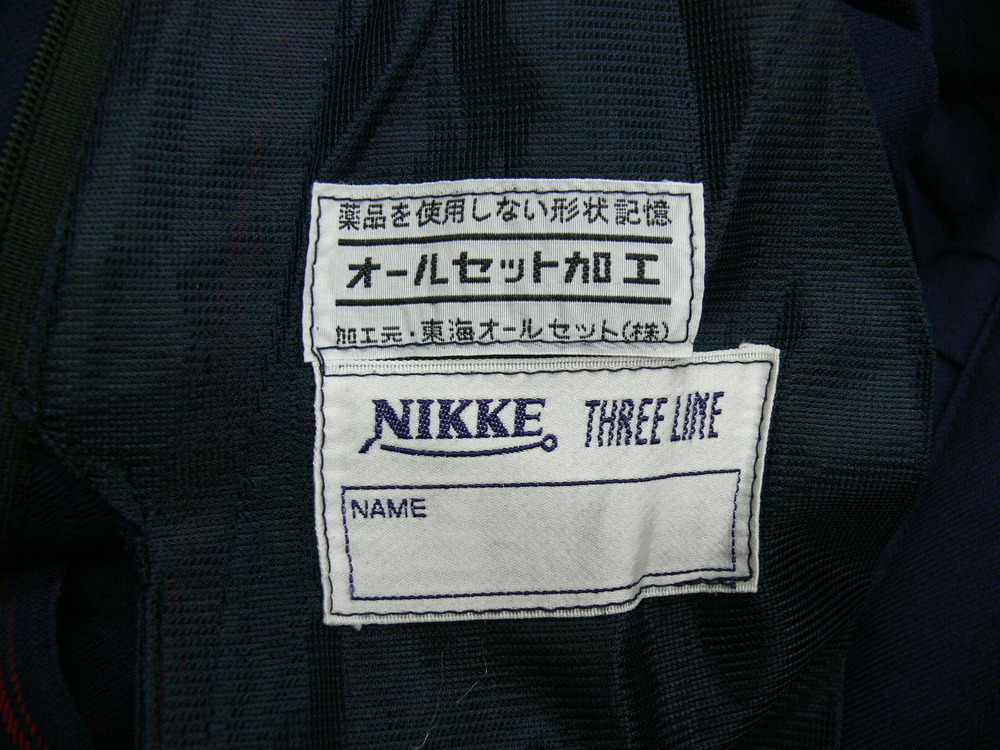 薬品を使用しない形状記憶
オールセット加工
加工元・東海オールセット(株)
NIKKE THREE LINE
NAME